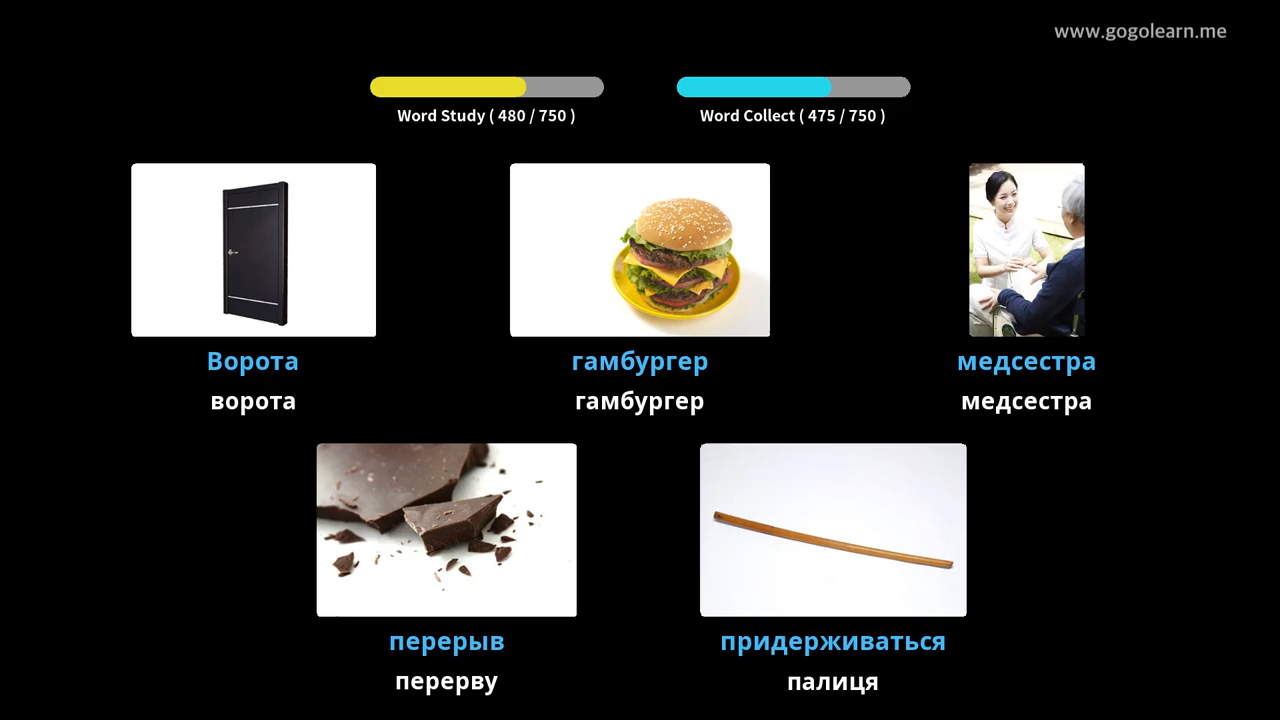 www.gogolearn.me
Word Study ( 480 / 750 )
Word Collect ( 475 / 750 )
Ворота
ворота
гамбургер
гамбургер
медсестра
медсестра
перерыв
перерву
придерживаться
палиця